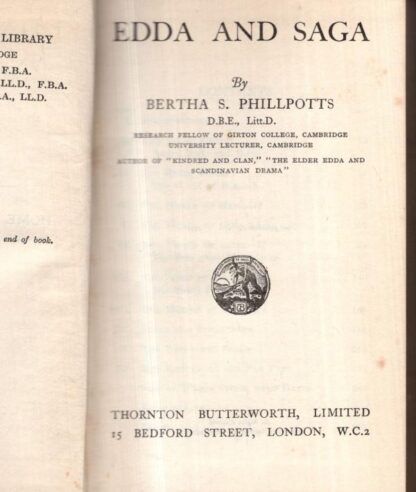 LIBRARY
DGE
F.B.A.
LL.D., F.B.A.
.A., LL.D.
end of book.
EDDA AND SAGA
By
BERTHA S. PHILLPOTTS
D.B.E., Litt.D.
RESEARCH FELLOW OF GIRTON COLLEGE, CAMBRIDGE
UNIVERSITY LECTURER, CAMBRIDGE
AUTHOR OF "KINDRED AND CLAN," "THE ELDER EDDA AND
SCANDINAVIAN DRAMA"
THORNTON BUTTERWORTH, LIMITED
15 BEDFORD STREET, LONDON, W.C.2